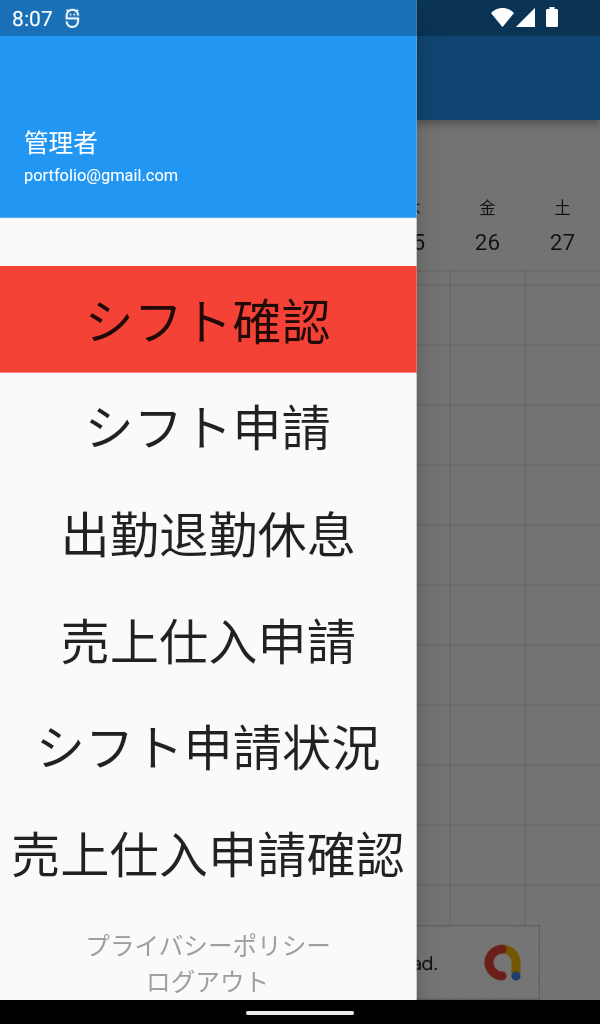 8:07
管理者
portfolio@gmail.com
金 土
5 26 27
シフト確認
シフト申請
出勤退勤休息
売上仕入申請
シフト申請状況
売上仕入申請確認
プライバシーポリシー
ログアウト
ad.